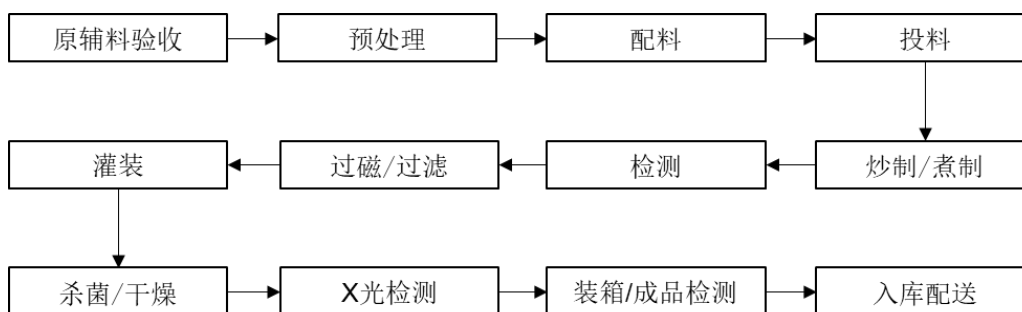 原辅料验收
预处理
配料
投料
炒制/煮制
检测
过磁/过滤
灌装
杀菌/干燥
X光检测
装箱/成品检测
入库配送